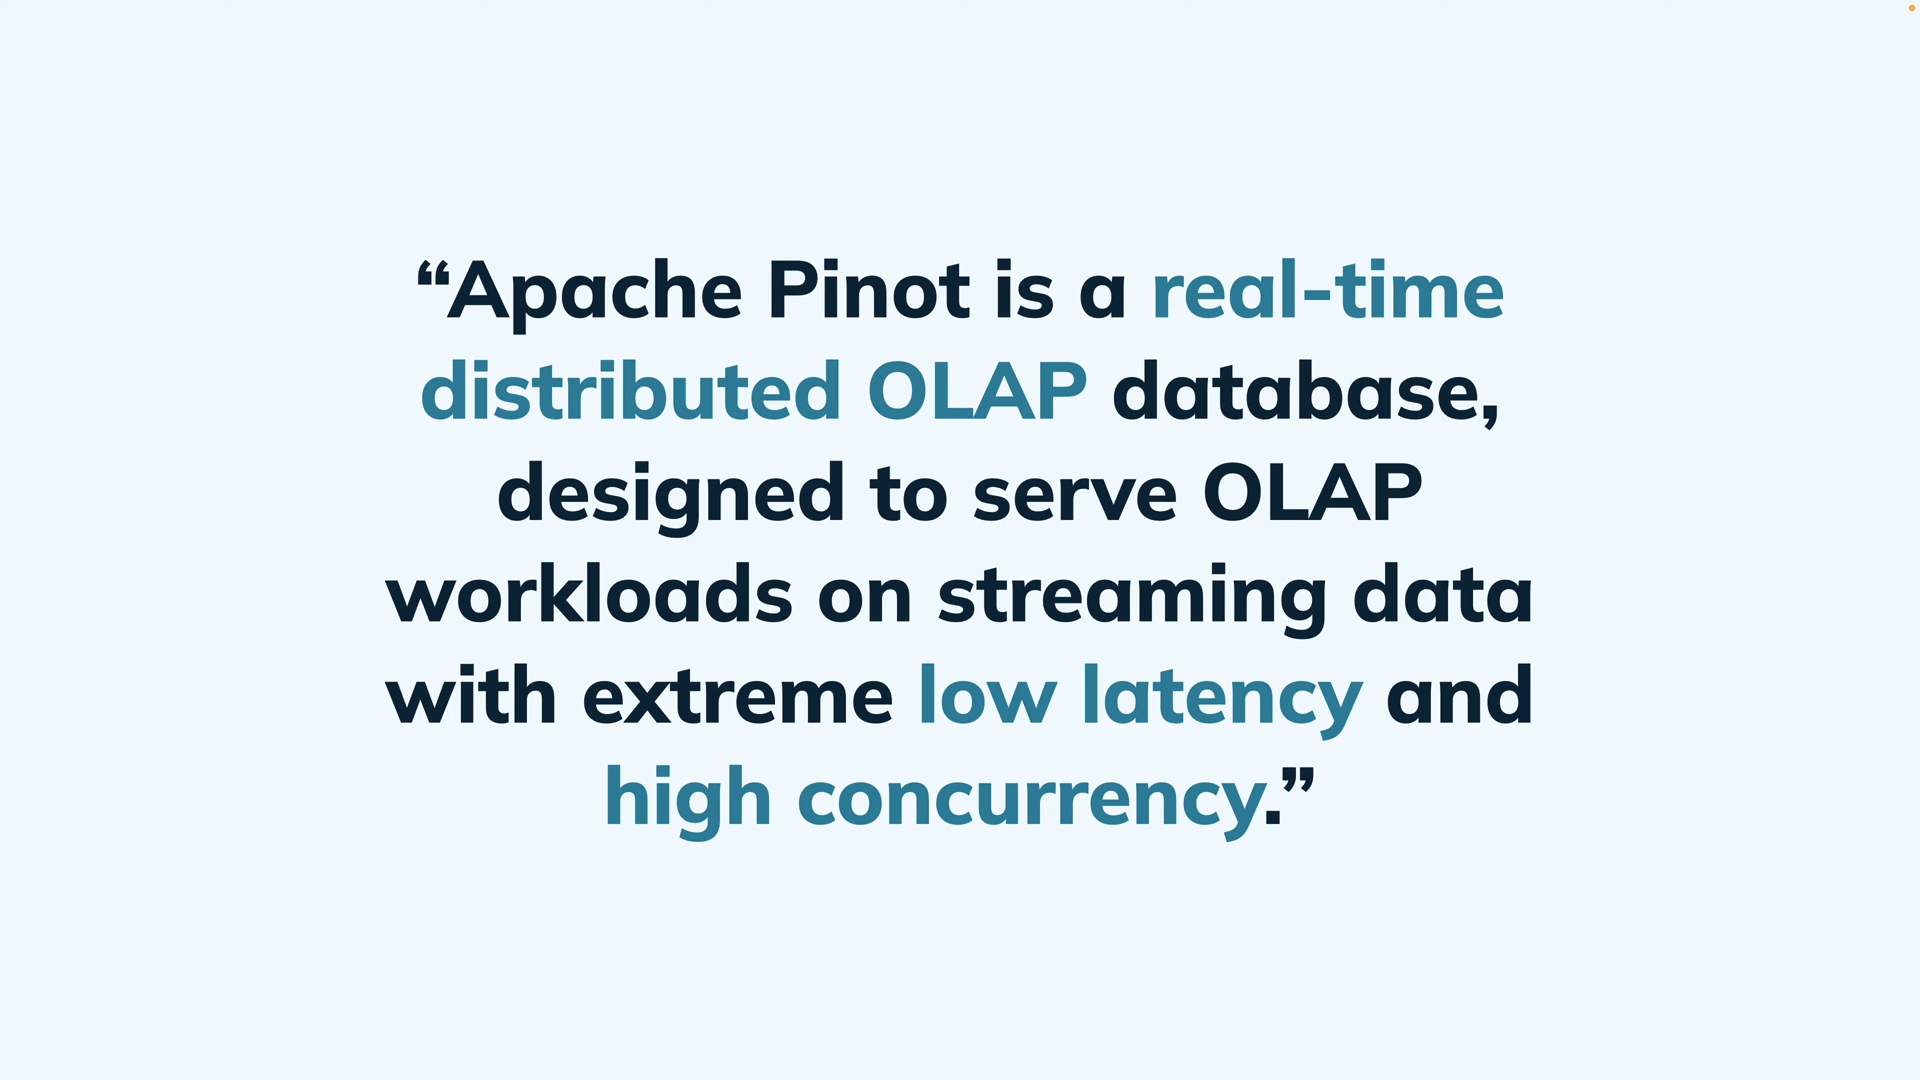 “Apache Pinot is a real-time
distributed OLAP database,
designed to serve OLAP
workloads on streaming data
with extreme low latency and
high concurrency.”